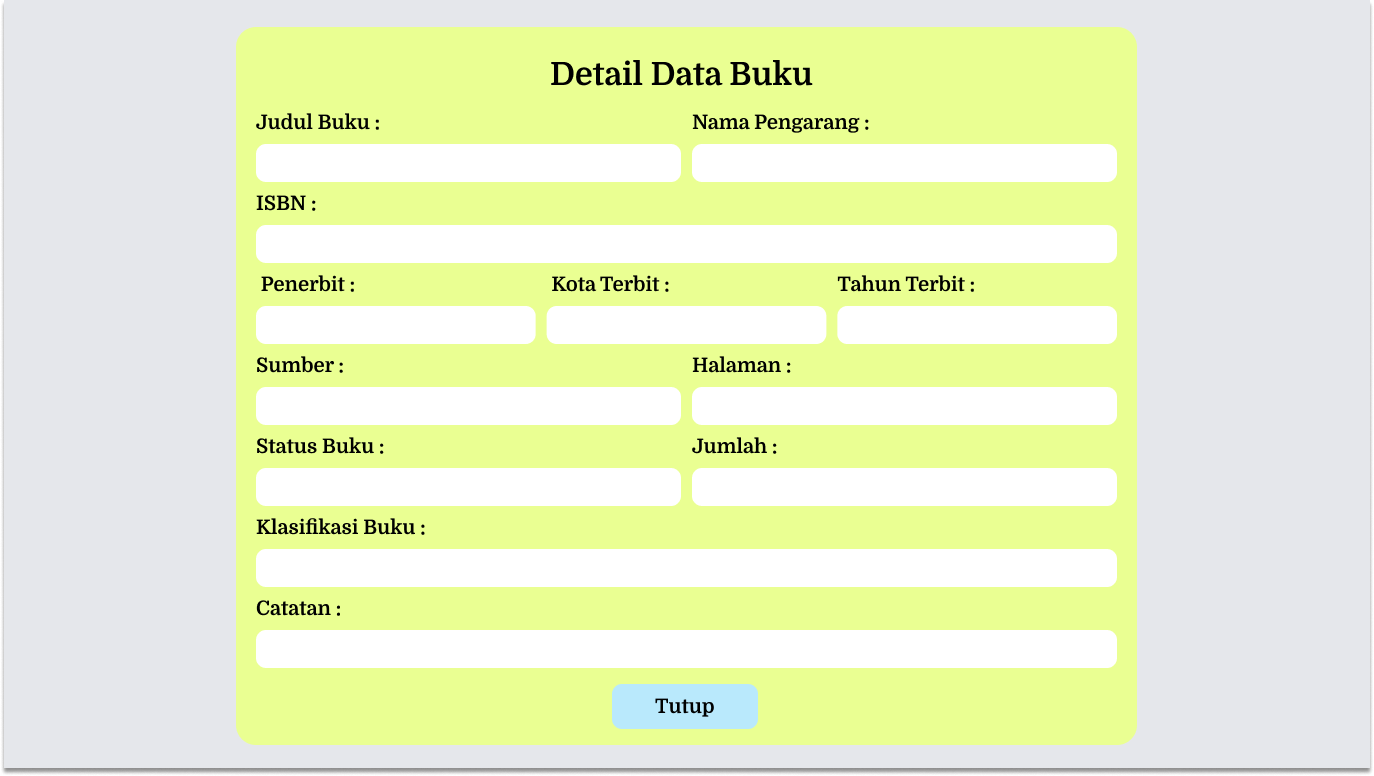 Detail Data Buku
Judul Buku :
Nama Pengarang :
ISBN :
Penerbit :
Kota Terbit :
Tahun Terbit :
Sumber :
Halaman :
Status Buku :
Jumlah :
Klasifikasi Buku :
Catatan :
Tutup